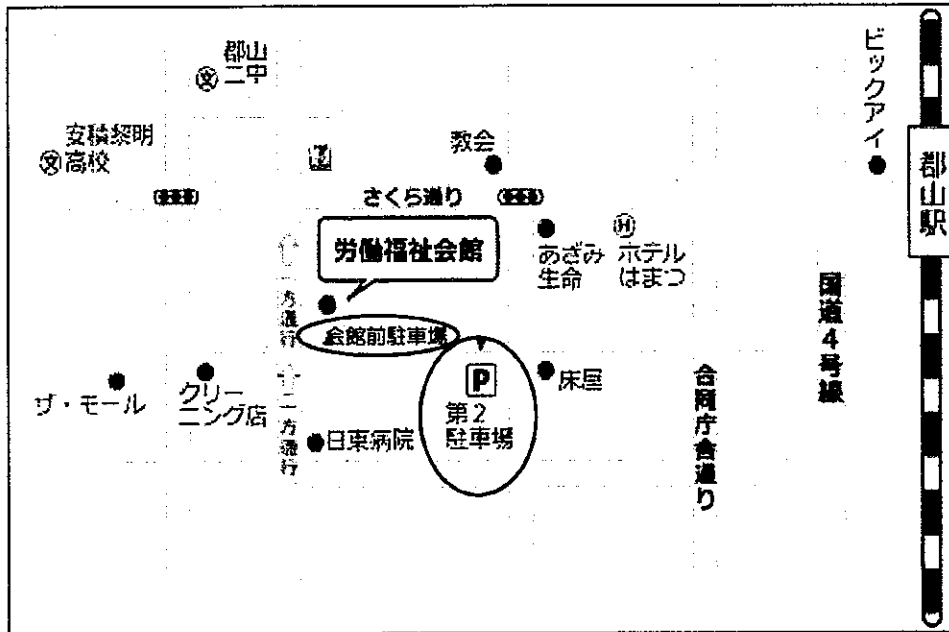 郡山
二中
文
安積黎明
高校
文
教会
さくら通り
労働福祉会館
あざみ
生命
H
ホテル
はまつ
ビックアイ
郡山駅
国道4号線
合同庁舎通り
一方通行
会館前駐車場
P
第2
駐車場
床屋
ザ・モール
クリー
ニング店
日東病院
一方通行